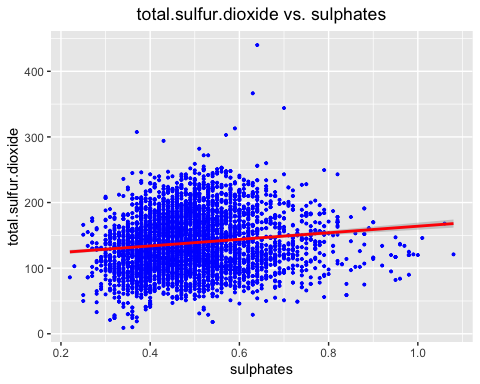 total.sulfur.dioxide vs. sulphates
total.sulfur.dioxide
400
300
200
100
0
0.2 0.4 0.6 0.8 1.0
sulphates